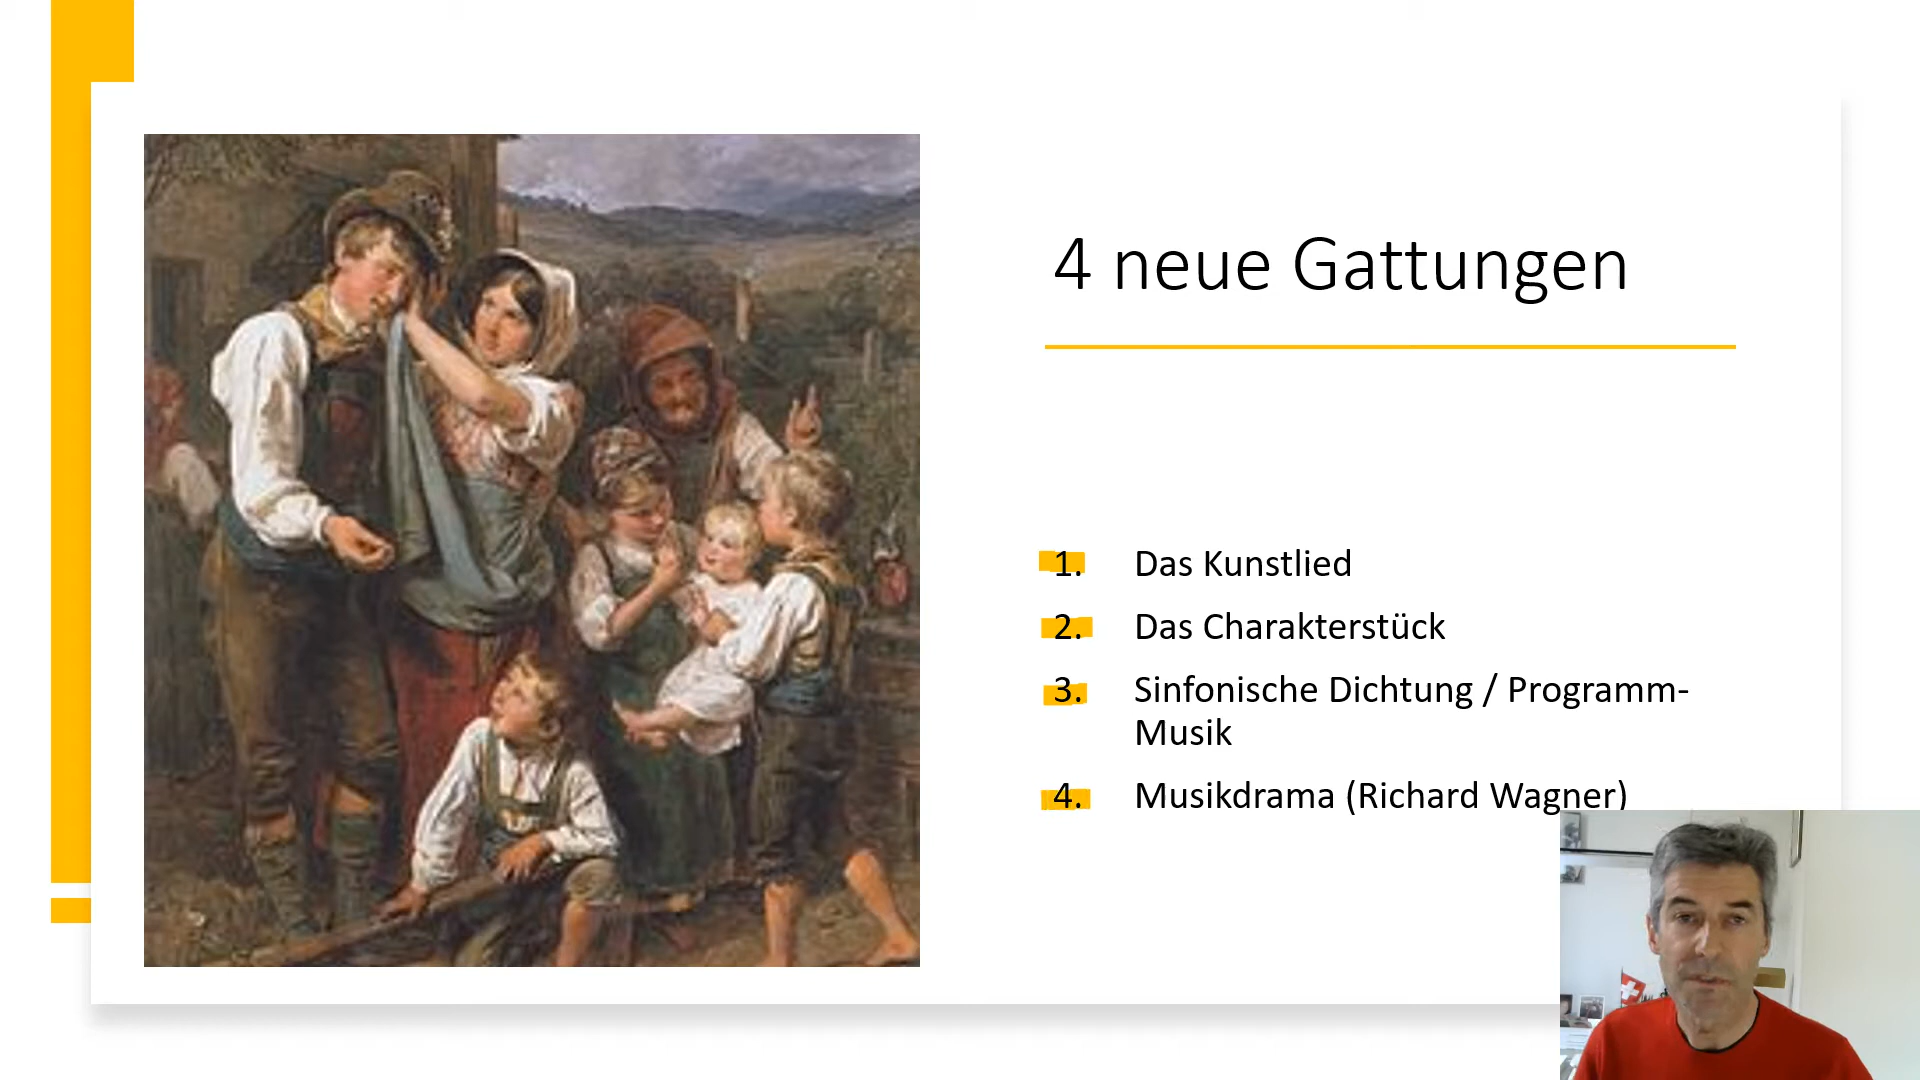 4 neue Gattungen
1. Das Kunstlied
2. Das Charakterstück
3. Sinfonische Dichtung / Programm-
Musik
4. Musikdrama (Richard Wagner)